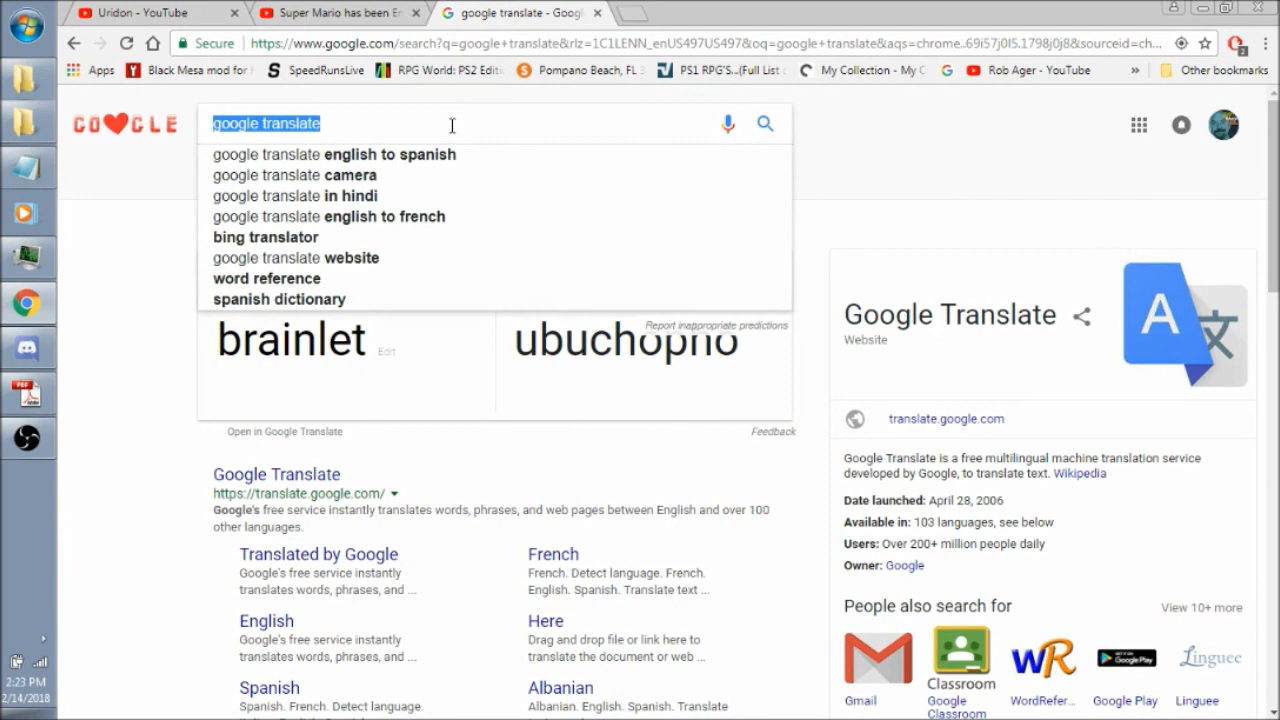 Uridon - YouTube
Super Mario has been Er
google translate - Goog
Secure
https://www.google.com/search?q=google+translate&rlz=1C1LENN_enUS497US497&oq=google+translate&aqs=chrome..69i57j0l5.1798j0j8&sourceid=ch...
Apps
Black Mesa mod for
SpeedRunsLive
RPG World: PS2 Editi
Pompano Beach, FL 3
PS1 RPG'S...(Full List
My Collection - My C
Rob Ager - YouTube
»
Other bookmarks
GO❤CLE
google translate
google translate english to spanish
google translate camera
google translate in hindi
google translate english to french
bing translator
google translate website
word reference
spanish dictionary
Report inappropriate predictions
brainlet
Edit
ubuchopho
Open in Google Translate
Feedback
Google Translate
https://translate.google.com/
Google's free service instantly translates words, phrases, and web pages between English and over 100
other languages.
Translated by Google
Google's free service instantly
translates words, phrases, and ...
French
French. Detect language. French.
English. Spanish. Translate text ...
English
Google's free service instantly
translates words, phrases, and ...
Here
Drag and drop file or link here to
translate the document or web ...
Spanish
Spanish. French. Detect language.
Albanian
Albanian. English. Spanish. Translate
Google Translate
Website
A 文
translate.google.com
Google Translate is a free multilingual machine translation service
developed by Google, to translate text. Wikipedia
Date launched: April 28, 2006
Available in: 103 languages, see below
Users: Over 200+ million people daily
Owner: Google
People also search for
View 10+ more
Gmail
Classroom
Google
Classroom
WR
WordRefer...
Google Play
Google Play
Linguee
Linguee
PDF
2:23 PM
2/14/2018